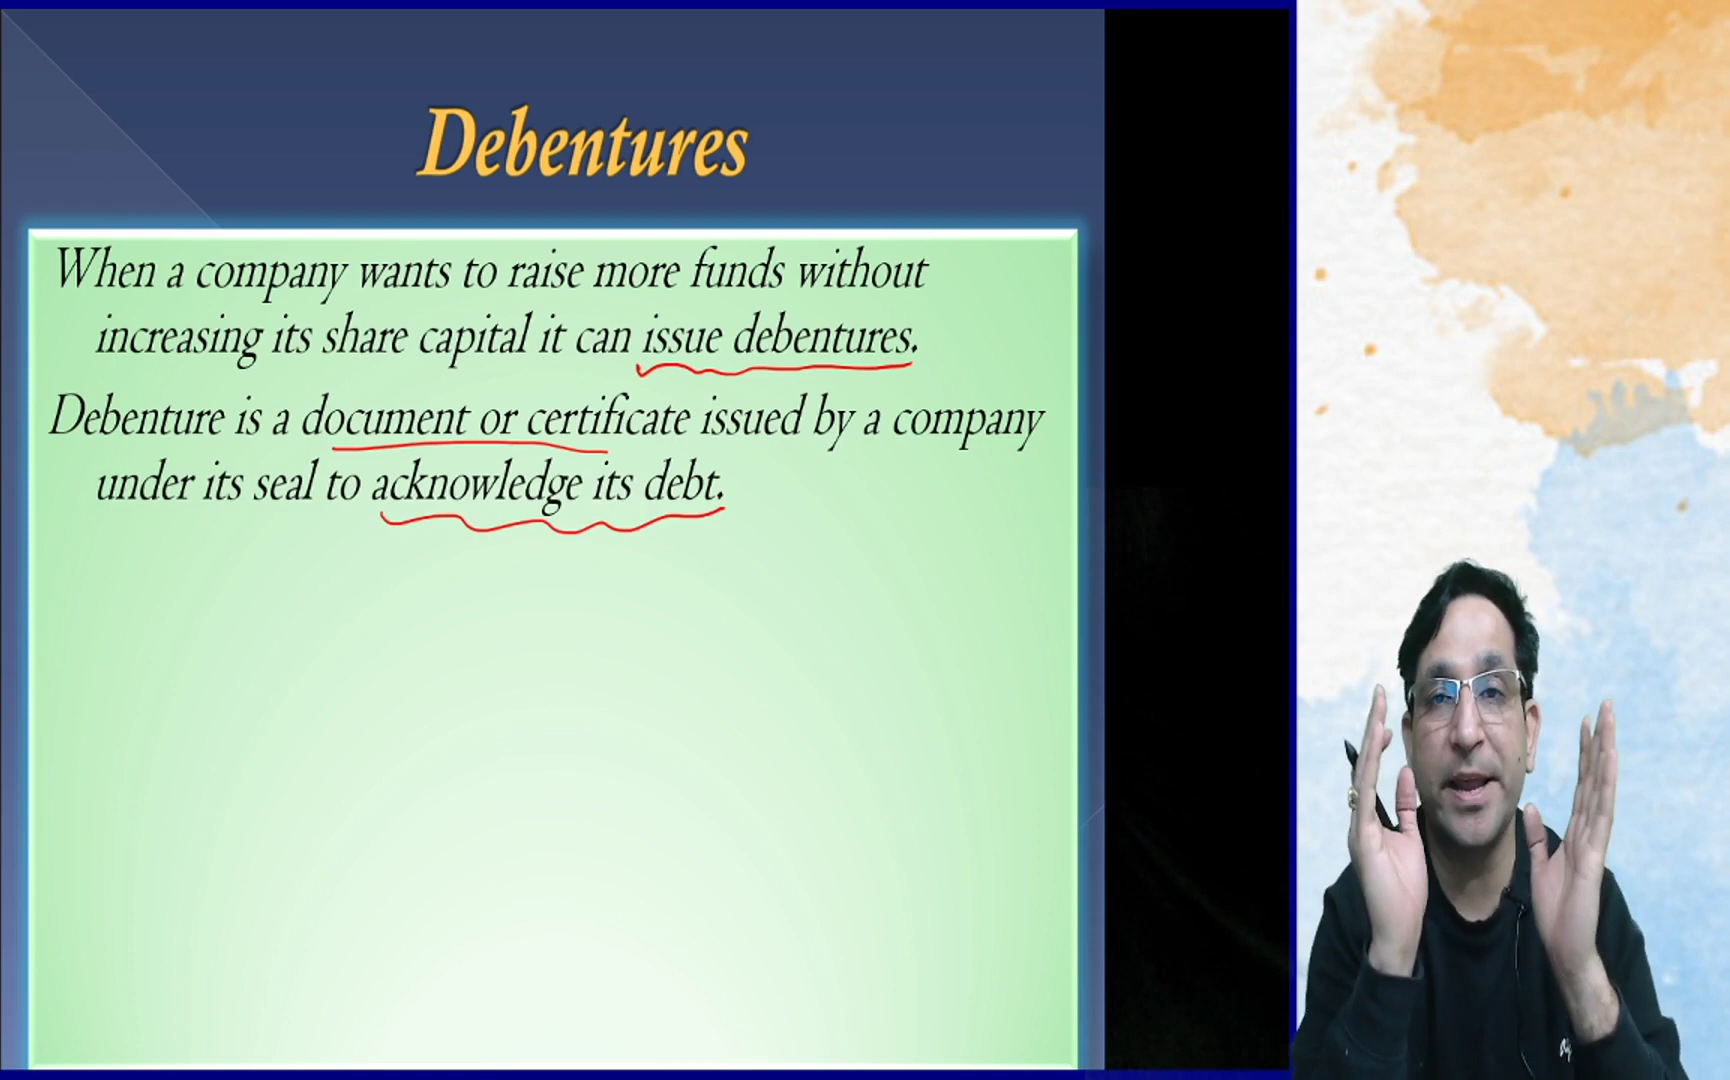 Debentures
When a company wants to raise more funds without
increasing its share capital it can issue debentures.
Debenture is a document or certificate issued by a company
under its seal to acknowledge its debt.